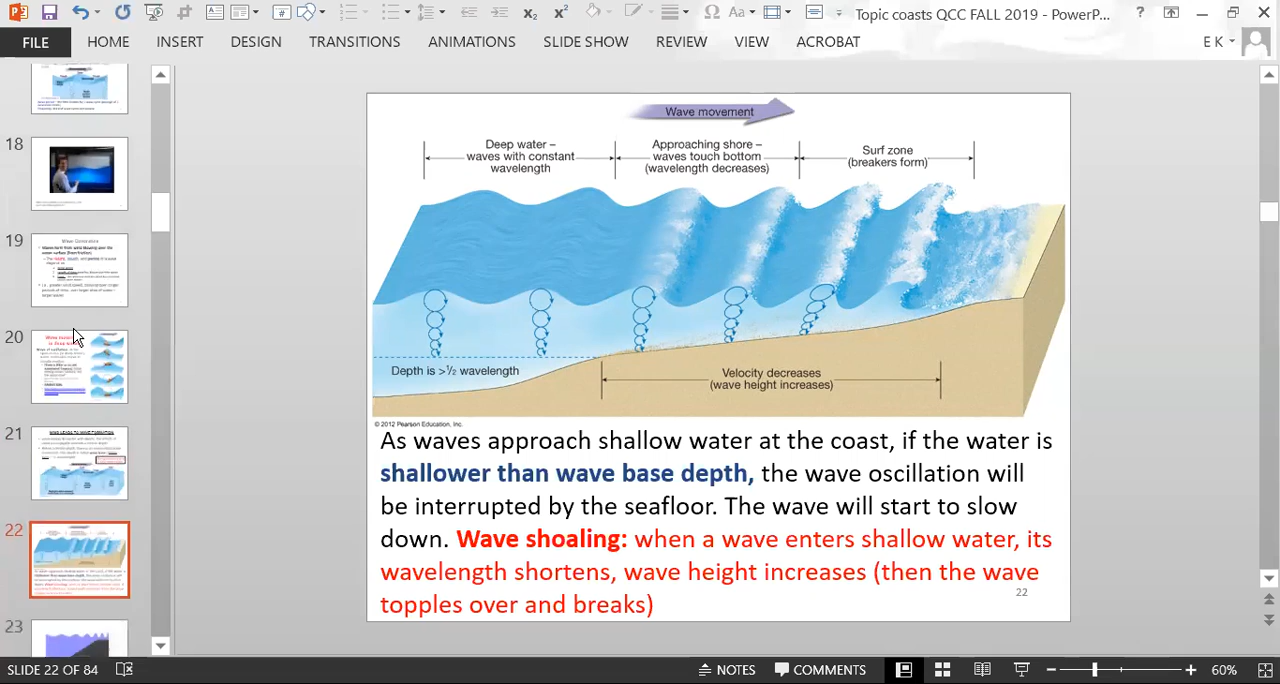 Topic coasts QCC FALL 2019 - PowerP...
FILE HOME INSERT DESIGN TRANSITIONS ANIMATIONS SLIDE SHOW REVIEW VIEW ACROBAT E K
18
19
20
21
22
23
Wave movement
Deep water –
waves with constant
wavelength
Approaching shore –
waves touch bottom
(wavelength decreases)
Surf zone
(breakers form)
Depth is >½ wavelength
Velocity decreases
(wave height increases)
© 2012 Pearson Education, Inc.
As waves approach shallow water at the coast, if the water is
shallower than wave base depth, the wave oscillation will
be interrupted by the seafloor. The wave will start to slow
down. Wave shoaling: when a wave enters shallow water, its
wavelength shortens, wave height increases (then the wave
topples over and breaks)
22
SLIDE 22 OF 84 NOTES COMMENTS 60%